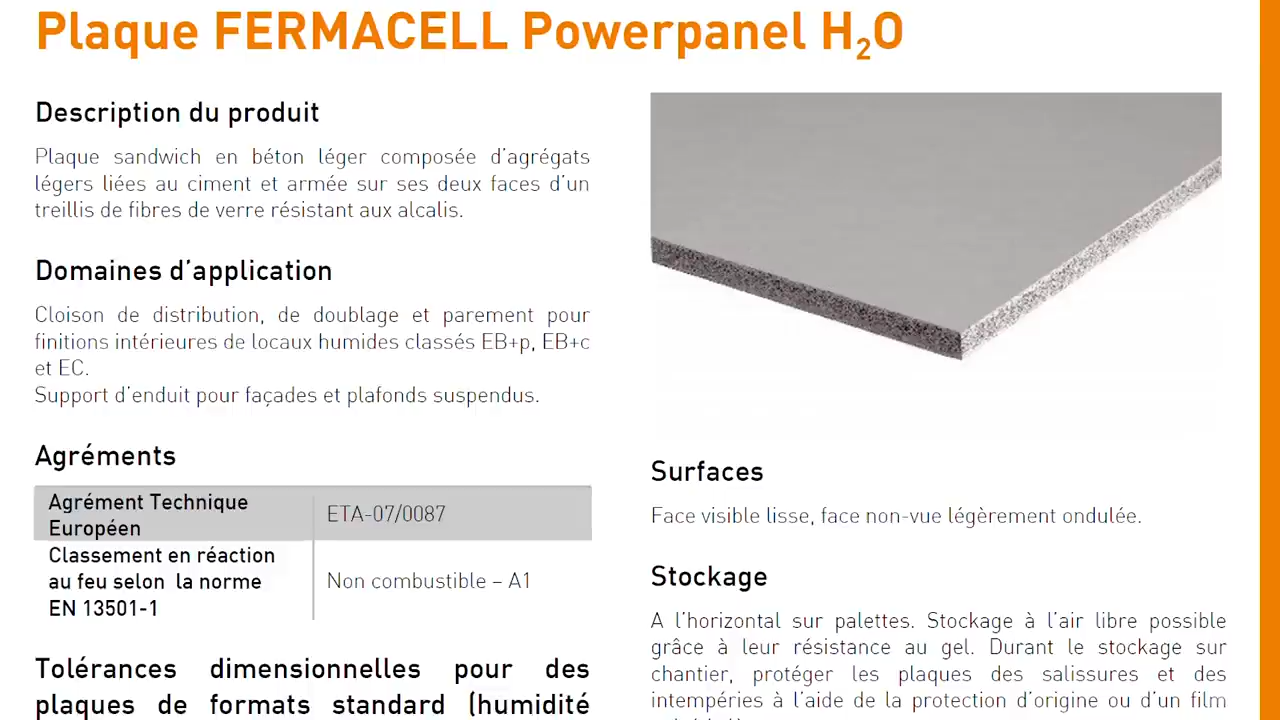 Plaque FERMACELL Powerpanel H₂O
Description du produit
Plaque sandwich en béton léger composée d’agrégats
légers liées au ciment et armée sur ses deux faces d’un
treillis de fibres de verre résistant aux alcalis.
Domaines d’application
Cloison de distribution, de doublage et parement pour
finitions intérieures de locaux humides classés EB+p, EB+c
et EC.
Support d’enduit pour façades et plafonds suspendus.
Agréments
Agrément Technique
Européen
ETA-07/0087
Classement en réaction
au feu selon la norme
EN 13501-1
Non combustible – A1
Tolérances dimensionnelles pour des
plaques de formats standard (humidité
Surfaces
Face visible lisse, face non-vue légèrement ondulée.
Stockage
A l’horizontal sur palettes. Stockage à l’air libre possible
grâce à leur résistance au gel. Durant le stockage sur
chantier, protéger les plaques des salissures et des
intempéries à l’aide de la protection d’origine ou d’un film